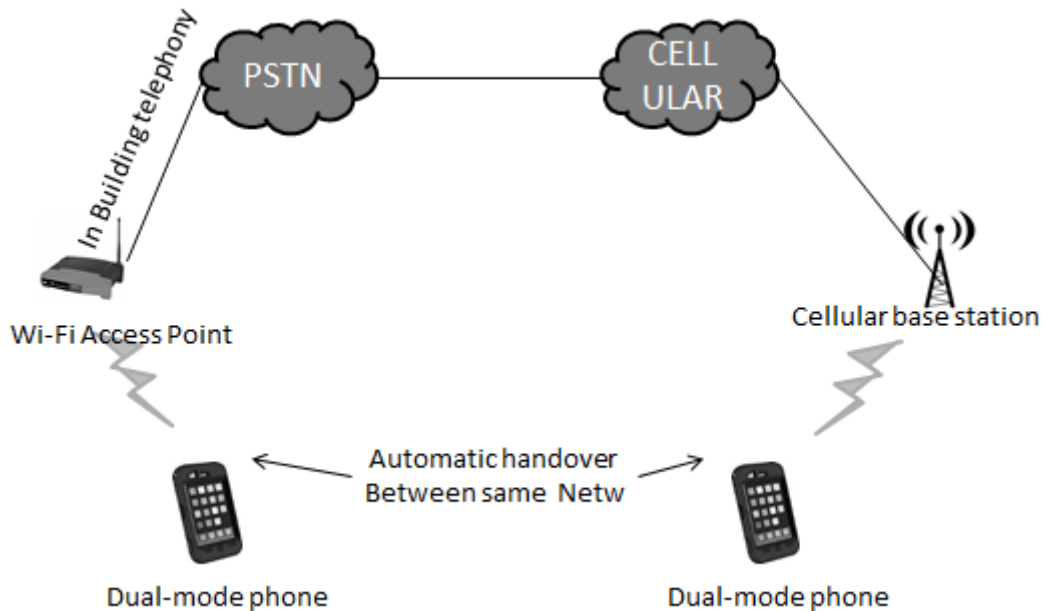 In Building telephony
PSTN
CELL
ULAR
Wi-Fi Access Point
Cellular base station
Automatic handover
Between same Netw
Dual-mode phone
Dual-mode phone